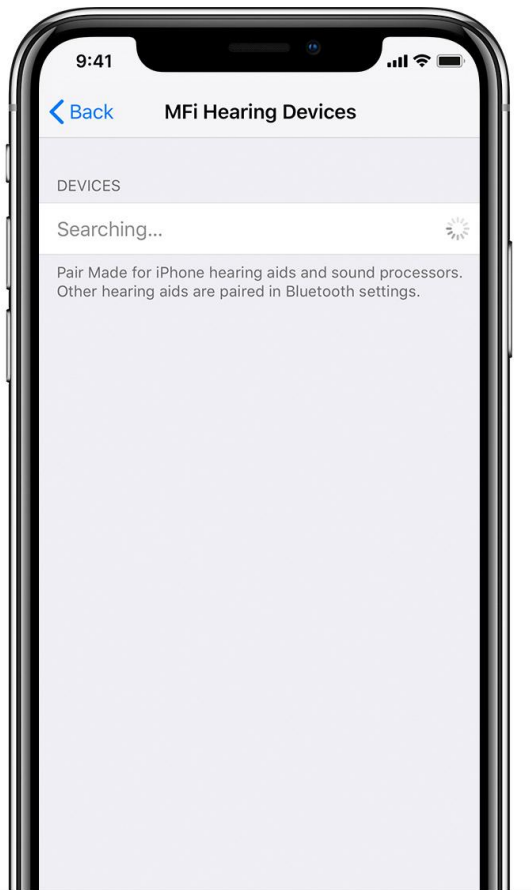 9:41
Back
MFi Hearing Devices
DEVICES
Searching...
Pair Made for iPhone hearing aids and sound processors.
Other hearing aids are paired in Bluetooth settings.